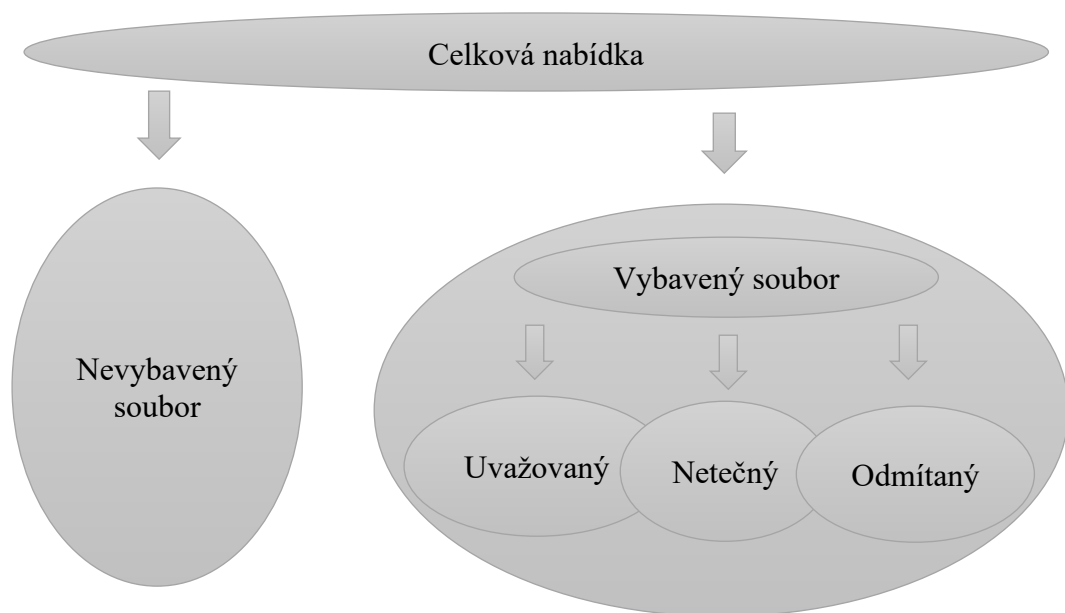 Celková nabídka
Vybavený soubor
Nevybavený
soubor
Uvažovaný
Netečný
Odmítaný